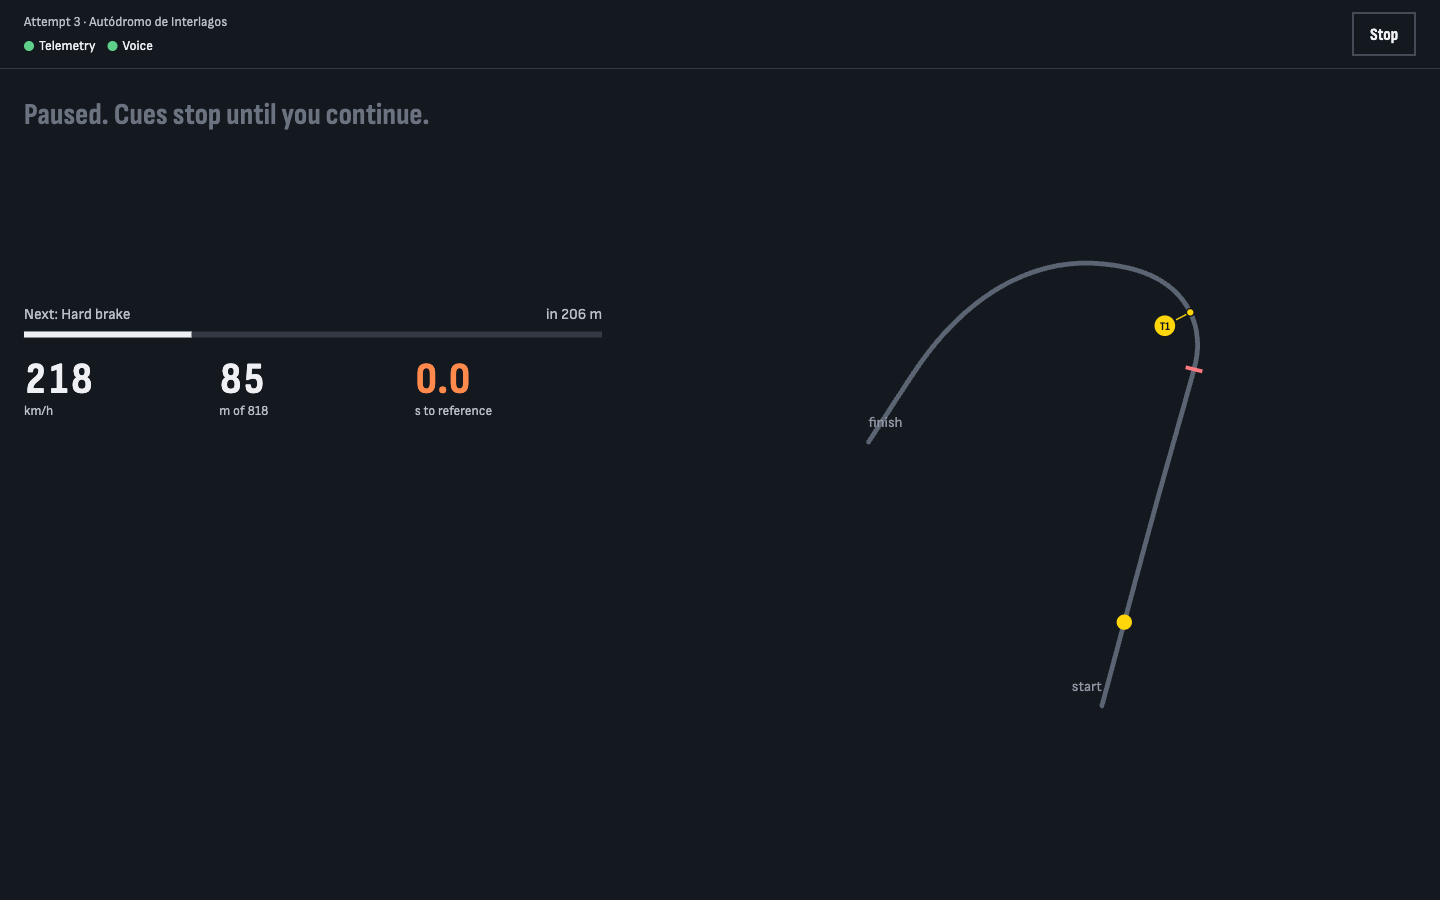 Attempt 3 · Autódromo de Interlagos
Telemetry Voice
Stop
Paused. Cues stop until you continue.
Next: Hard brake in 206 m
218 85 0.0
km/h m of 818 s to reference
T1
finish
start